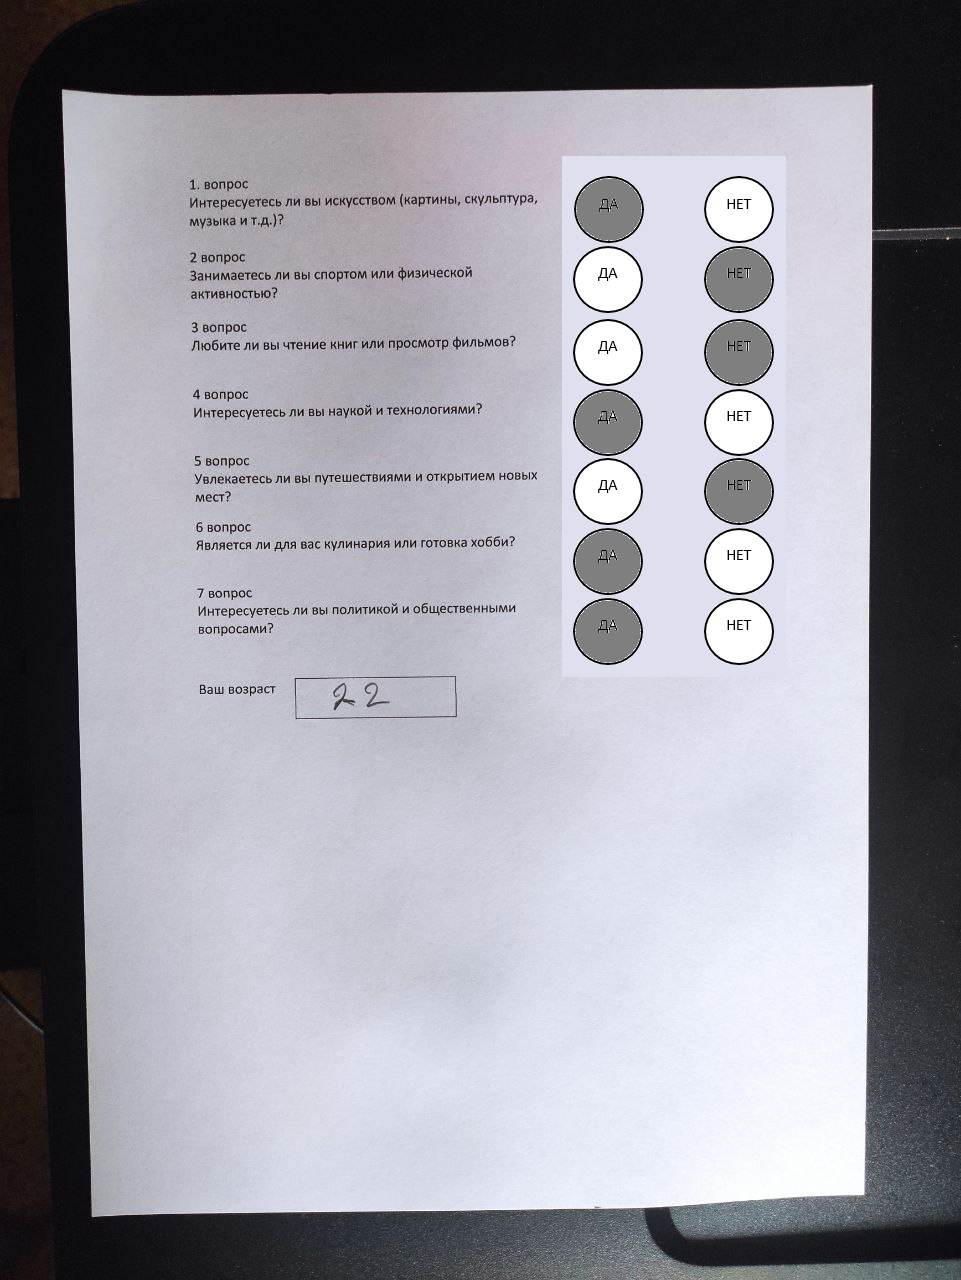 1. вопрос
Интересуетесь ли вы искусством (картины, скульптура,
музыка и т.д.)?
ДА НЕТ
2 вопрос
Занимаетесь ли вы спортом или физической
активностью?
ДА НЕТ
3 вопрос
Любите ли вы чтение книг или просмотр фильмов?
ДА НЕТ
4 вопрос
Интересуетесь ли вы наукой и технологиями?
ДА НЕТ
5 вопрос
Увлекаетесь ли вы путешествиями и открытием новых
мест?
ДА НЕТ
6 вопрос
Является ли для вас кулинария или готовка хобби?
ДА НЕТ
7 вопрос
Интересуетесь ли вы политикой и общественными
вопросами?
ДА НЕТ
Ваш возраст 22